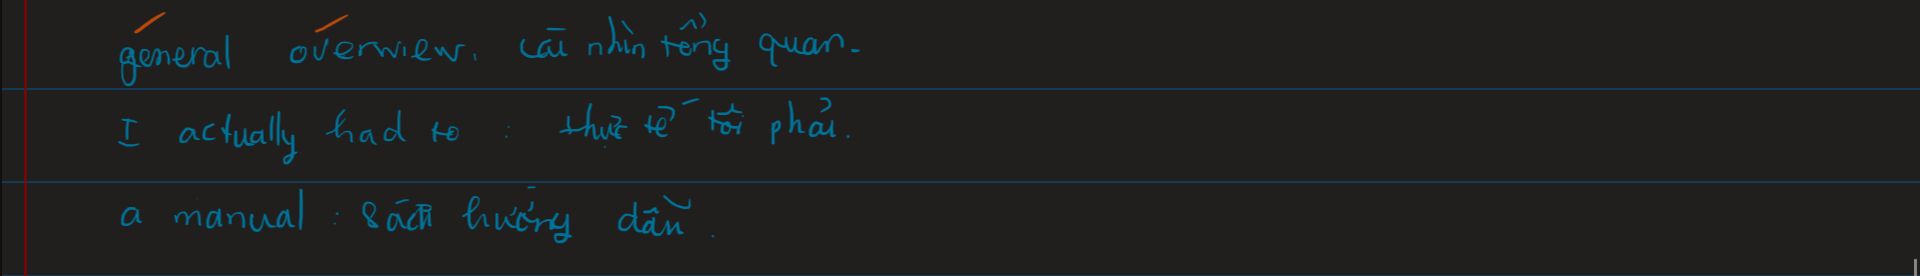 general overview. cái nhìn tổng quan.
I actually had to : thực tế tôi phải.
a manual : Sách hướng dẫn.